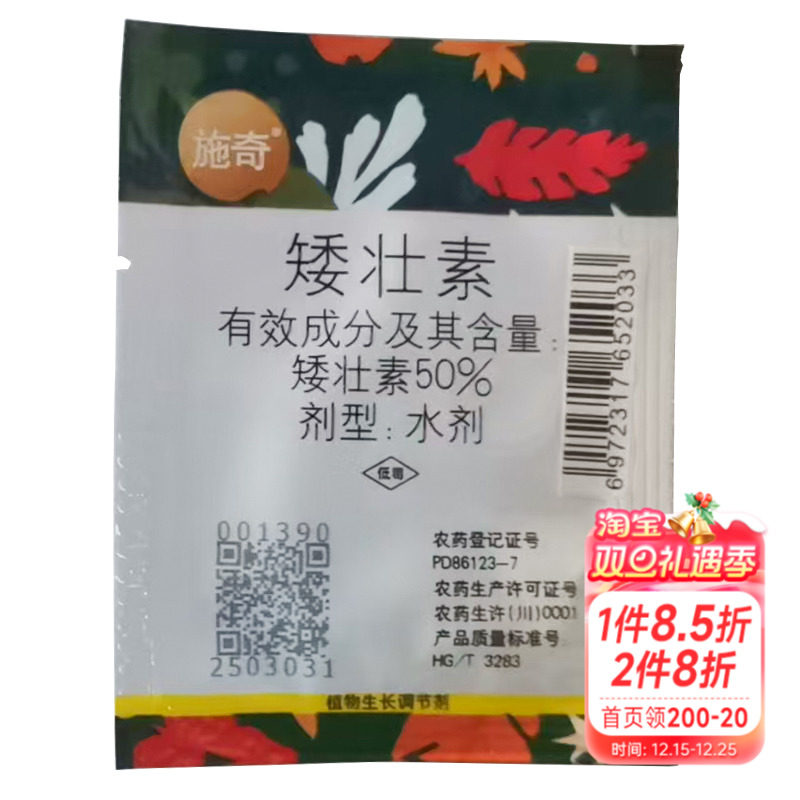 施奇®
矮壮素
有效成分及其含量：
矮壮素50%
剂型：水剂
低毒
6 972317 652033
001390
2503031
农药登记证号
PD86123-7
农药生产许可证号
农药生许(川)0001
产品质量标准号
HG/T 3283
植物生长调节剂
淘宝
双旦礼遇季
1件8.5折
2件8折
首页领200-20
时间：12.15-12.25